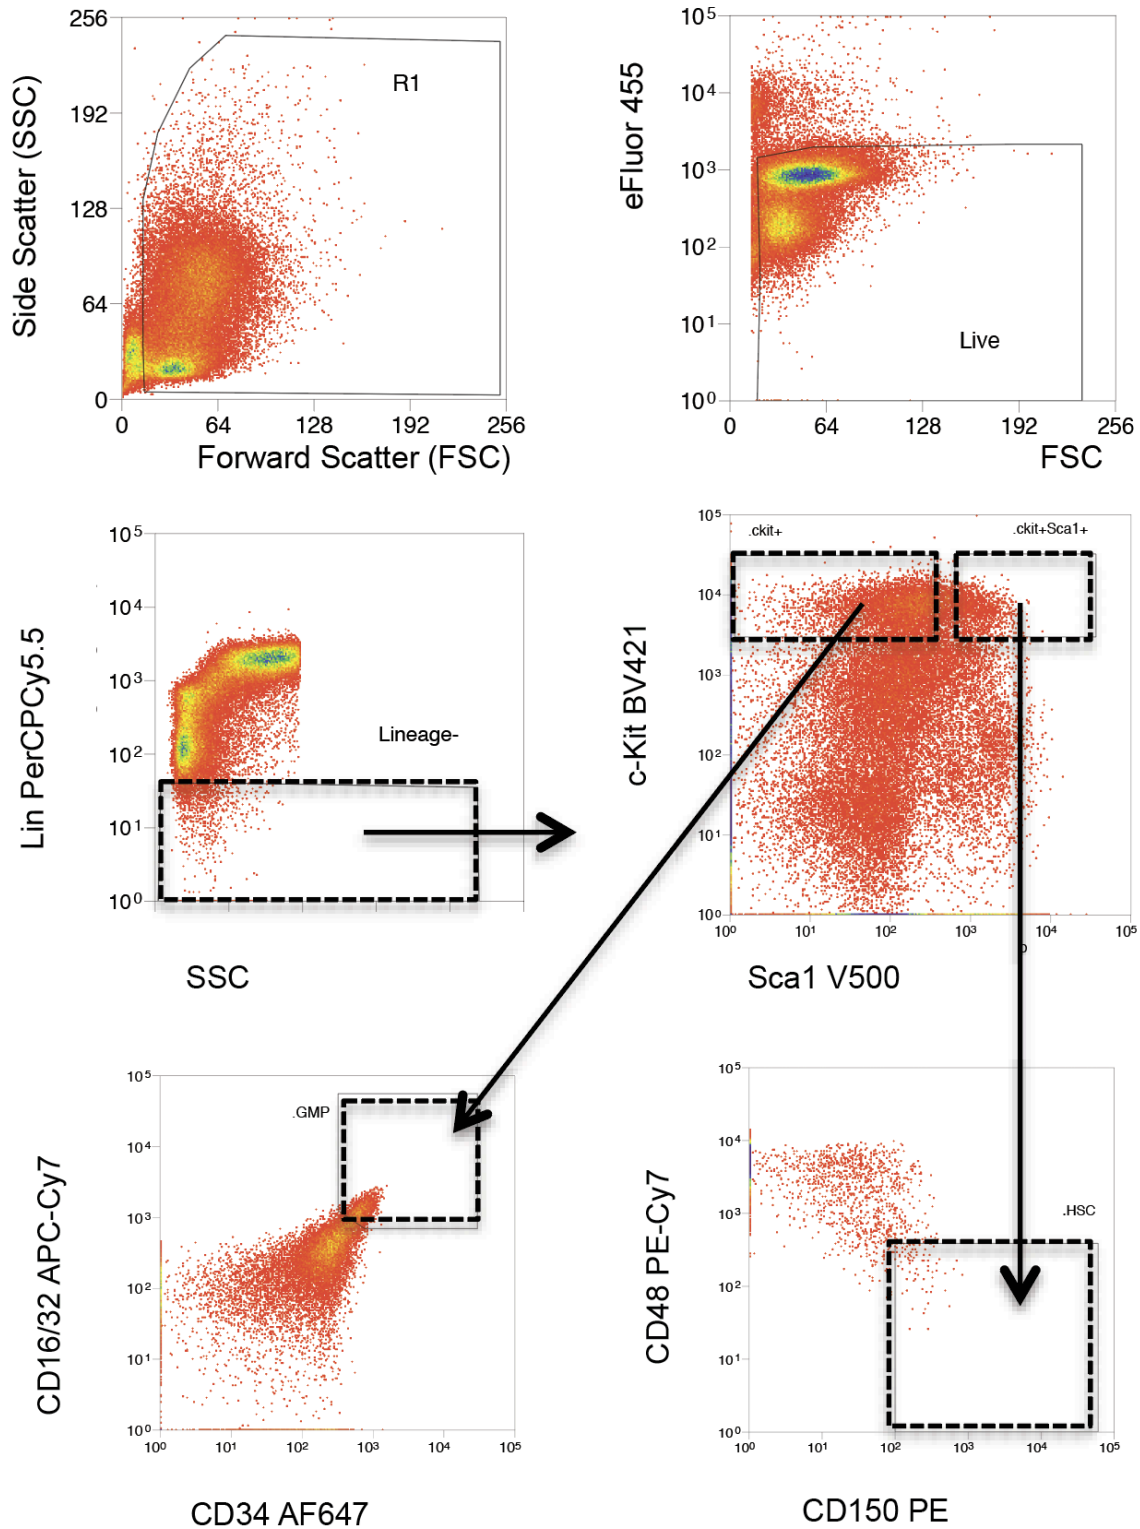 256
192
128
64
0
0 64 128 192 256
Side Scatter (SSC)
Forward Scatter (FSC)
R1
10⁵
10⁴
10³
10²
10¹
10⁰
0 64 128 192 256
eFluor 455
FSC
Live
10⁵
10⁴
10³
10²
10¹
10⁰
Lin PerCPCy5.5
SSC
Lineage-
10⁵
10⁴
10³
10²
10¹
10⁰
10⁰ 10¹ 10² 10³ 10⁴ 10⁵
c-Kit BV421
Sca1 V500
.ckit+
.ckit+Sca1+
10⁵
10⁴
10³
10²
10¹
10⁰
10⁰ 10¹ 10² 10³ 10⁴ 10⁵
CD16/32 APC-Cy7
CD34 AF647
.GMP
10⁵
10⁴
10³
10²
10¹
10⁰
10⁰ 10¹ 10² 10³ 10⁴ 10⁵
CD48 PE-Cy7
CD150 PE
.HSC